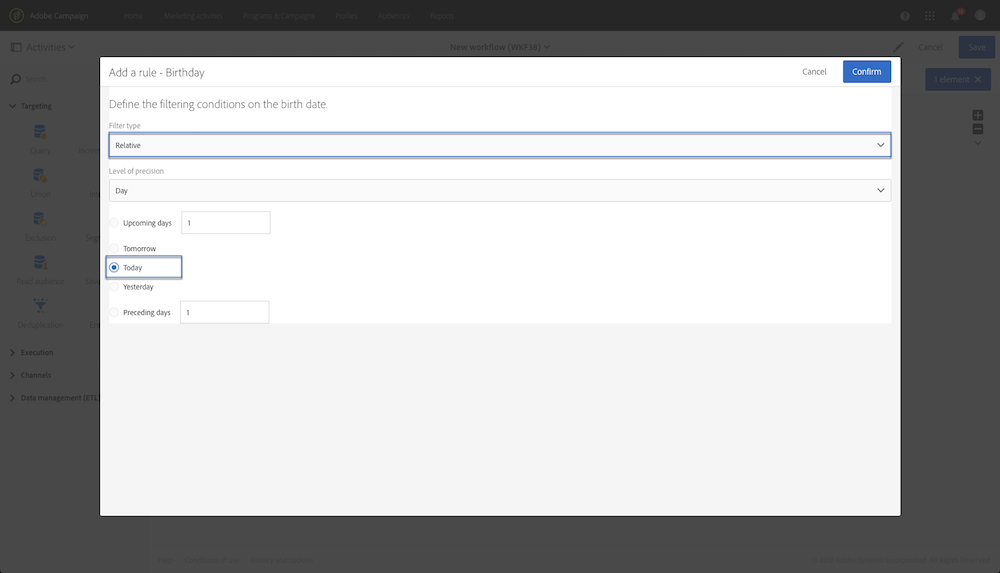 Adobe Campaign Home Marketing activities Programs & Campaigns Profiles Audiences Reports
Activities
New workflow (WKF38)
Cancel
Save
Search
1 element
Targeting
Query
Union
Exclusion
Read audience
Deduplication
Execution
Channels
Data management (ETL)
Add a rule - Birthday
Cancel
Confirm
Define the filtering conditions on the birth date.
Filter type
Relative
Level of precision
Day
Upcoming days 1
Tomorrow
Today
Yesterday
Preceding days 1